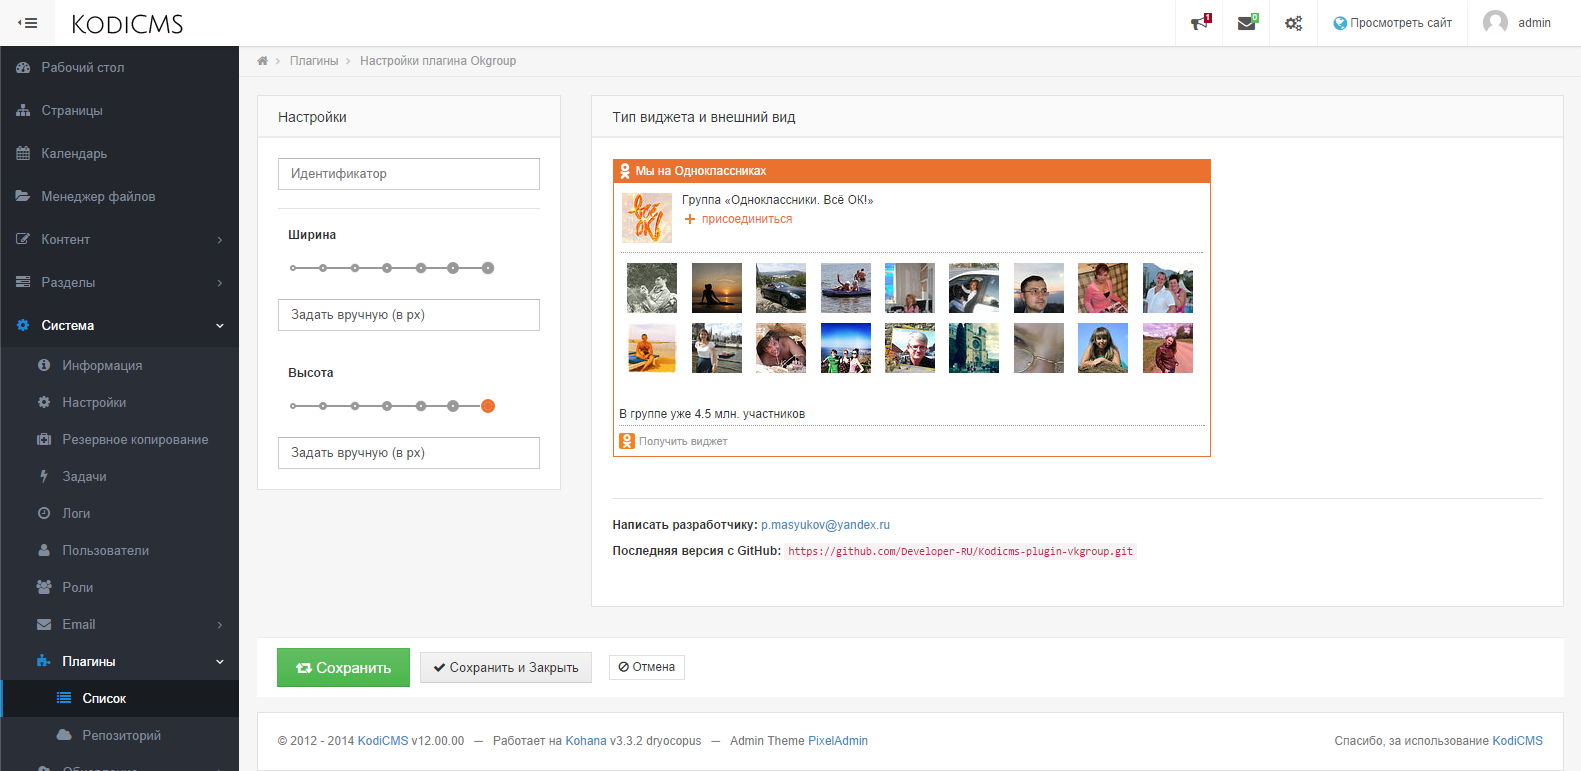 KODICMS
1
0
Просмотреть сайт
admin
Рабочий стол
Страницы
Календарь
Менеджер файлов
Контент
Разделы
Система
Информация
Настройки
Резервное копирование
Задачи
Логи
Пользователи
Роли
Email
Плагины
Список
Репозиторий
Обновление
Плагины
Настройки плагина Okgroup
Настройки
Идентификатор
Ширина
Задать вручную (в px)
Высота
Задать вручную (в px)
Тип виджета и внешний вид
Мы на Одноклассниках
всё ОК!
Группа «Одноклассники. Всё ОК!»
+ присоединиться
В группе уже 4.5 млн. участников
Получить виджет
Написать разработчику: p.masyukov@yandex.ru
Последняя версия с GitHub: https://github.com/Developer-RU/Kodicms-plugin-vkgroup.git
Сохранить
Сохранить и Закрыть
Отмена
© 2012 - 2014 KodiCMS v12.00.00 — Работает на Kohana v3.3.2 dryocopus — Admin Theme PixelAdmin
Спасибо, за использование KodiCMS